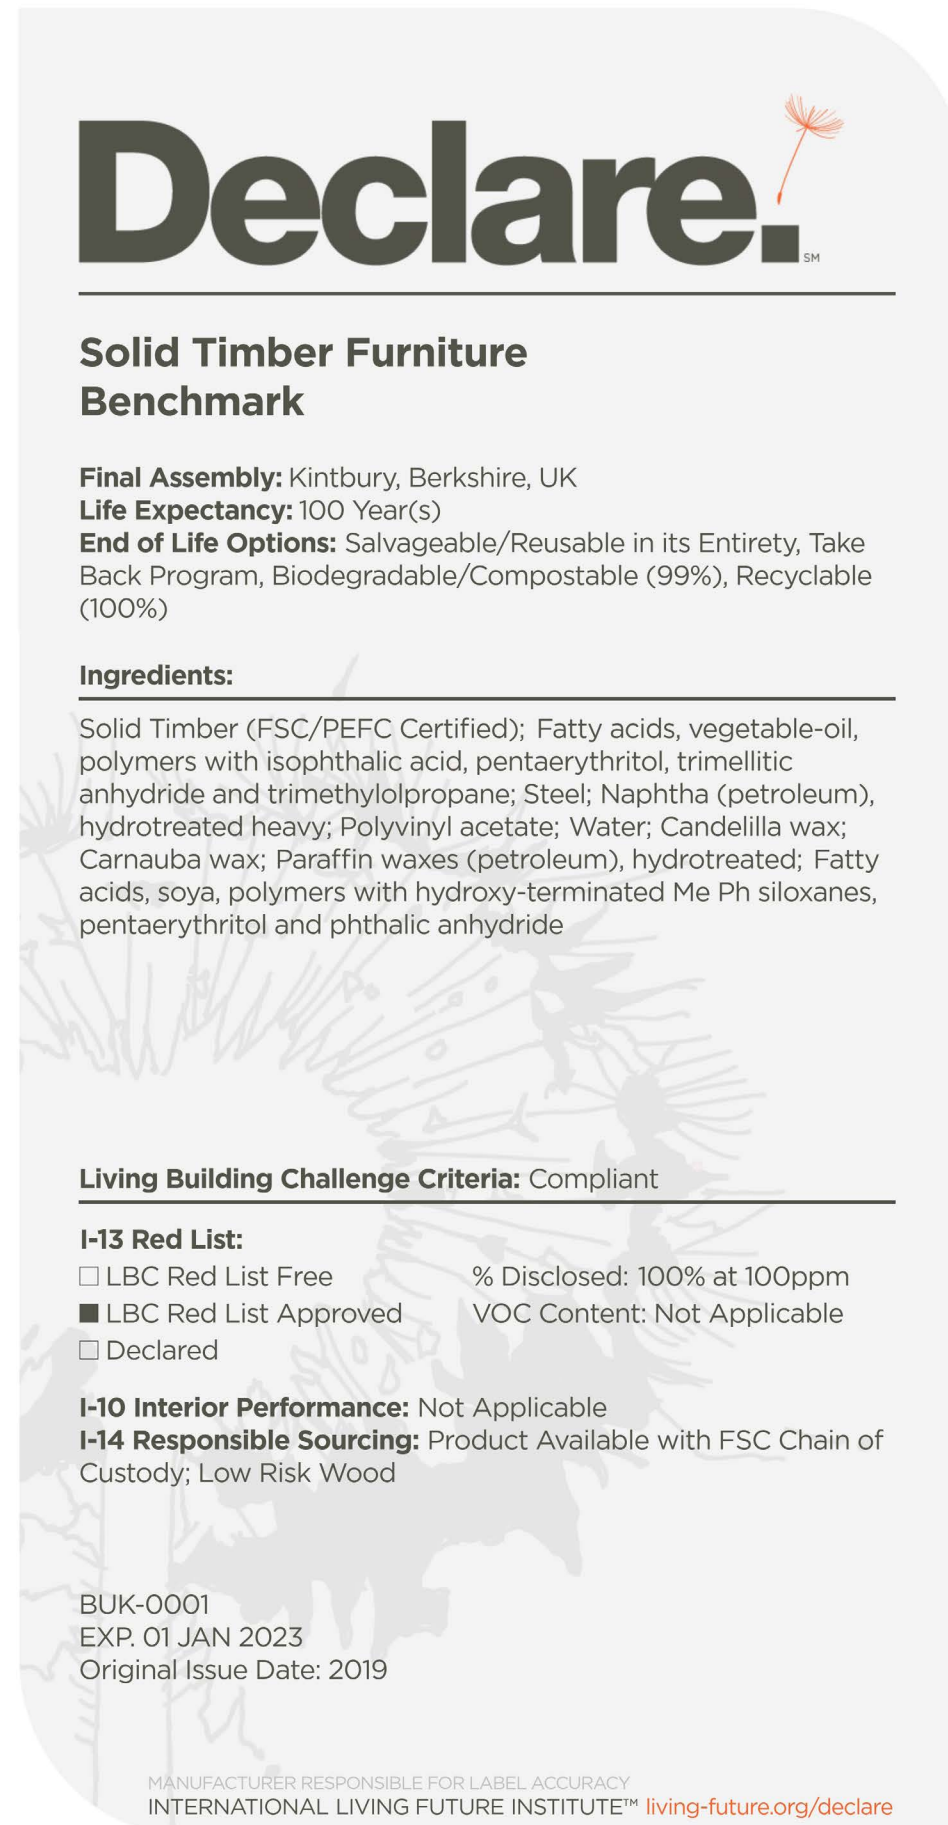 Declare.
SM
Solid Timber Furniture
Benchmark
Final Assembly: Kintbury, Berkshire, UK
Life Expectancy: 100 Year(s)
End of Life Options: Salvageable/Reusable in its Entirety, Take
Back Program, Biodegradable/Compostable (99%), Recyclable
(100%)
Ingredients:
Solid Timber (FSC/PEFC Certified); Fatty acids, vegetable-oil,
polymers with isophthalic acid, pentaerythritol, trimellitic
anhydride and trimethylolpropane; Steel; Naphtha (petroleum),
hydrotreated heavy; Polyvinyl acetate; Water; Candelilla wax;
Carnauba wax; Paraffin waxes (petroleum), hydrotreated; Fatty
acids, soya, polymers with hydroxy-terminated Me Ph siloxanes,
pentaerythritol and phthalic anhydride
Living Building Challenge Criteria: Compliant
I-13 Red List:
☐ LBC Red List Free % Disclosed: 100% at 100ppm
■ LBC Red List Approved VOC Content: Not Applicable
☐ Declared
I-10 Interior Performance: Not Applicable
I-14 Responsible Sourcing: Product Available with FSC Chain of
Custody; Low Risk Wood
BUK-0001
EXP. 01 JAN 2023
Original Issue Date: 2019
MANUFACTURER RESPONSIBLE FOR LABEL ACCURACY
INTERNATIONAL LIVING FUTURE INSTITUTE™ living-future.org/declare